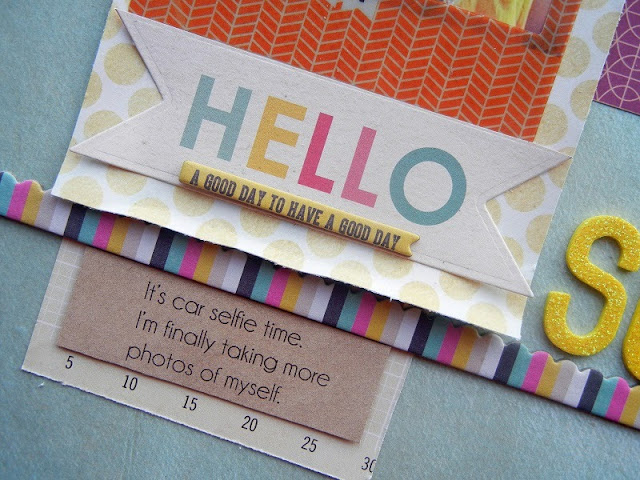 HELLO
A GOOD DAY TO HAVE A GOOD DAY
It's car selfie time.
I'm finally taking more
photos of myself.
5 10 15 20 25 30